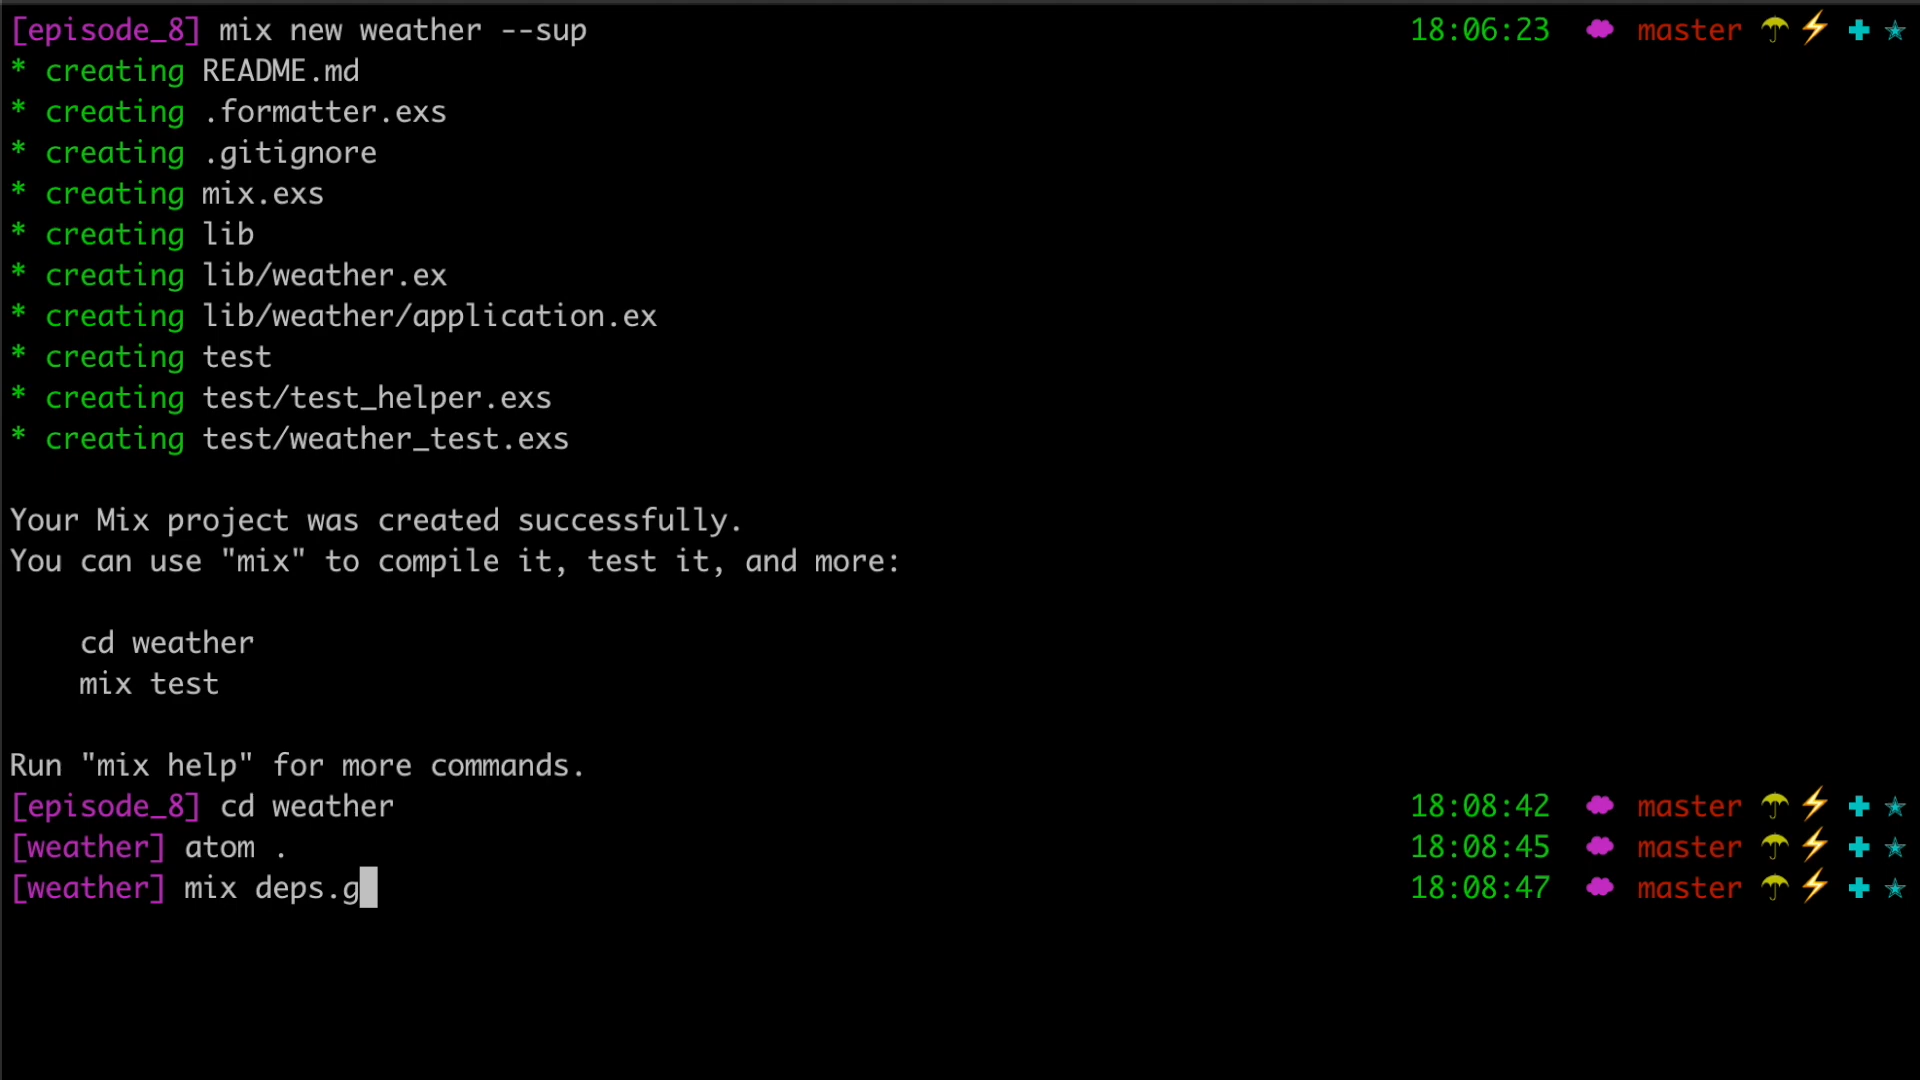 [episode_8] mix new weather --sup 18:06:23 master
* creating README.md
* creating .formatter.exs
* creating .gitignore
* creating mix.exs
* creating lib
* creating lib/weather.ex
* creating lib/weather/application.ex
* creating test
* creating test/test_helper.exs
* creating test/weather_test.exs
Your Mix project was created successfully.
You can use "mix" to compile it, test it, and more:
cd weather
mix test
Run "mix help" for more commands.
[episode_8] cd weather 18:08:42 master
[weather] atom . 18:08:45 master
[weather] mix deps.g 18:08:47 master